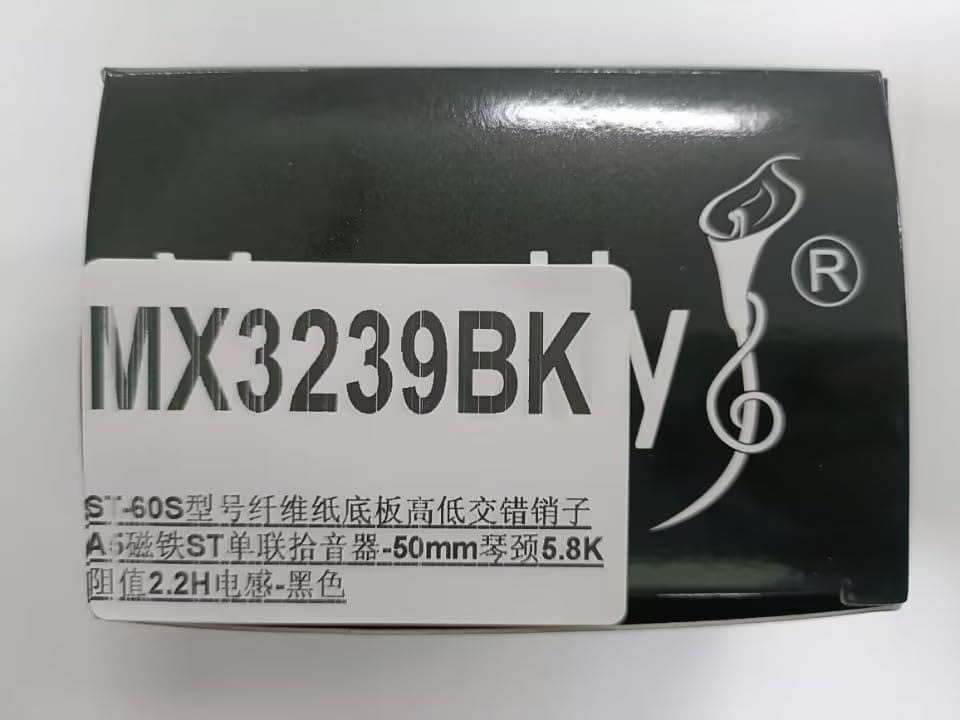 MX3239BK
y
®
ST-60S型号纤维纸底板高低交错销子
A5磁铁ST单联拾音器-50mm琴颈5.8K
阻值2.2H电感-黑色